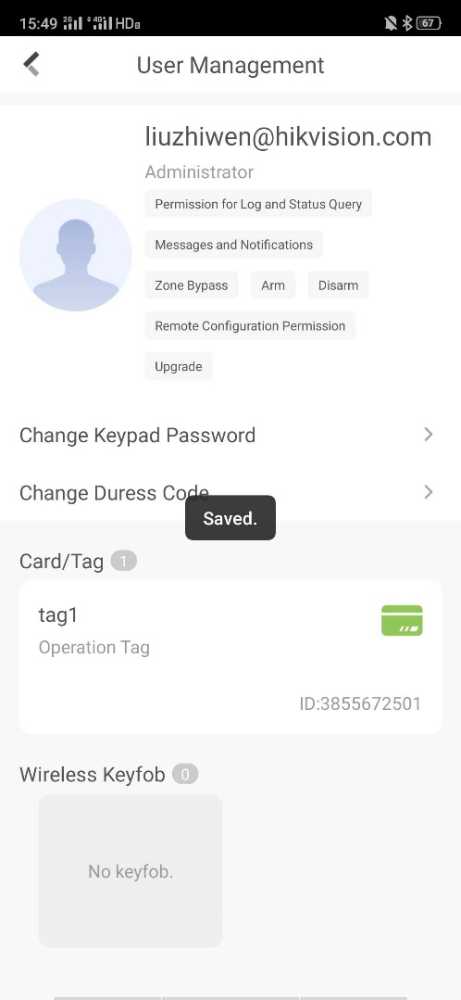 15:49 2G 4G HD 67
User Management
liuzhiwen@hikvision.com
Administrator
Permission for Log and Status Query
Messages and Notifications
Zone Bypass Arm Disarm
Remote Configuration Permission
Upgrade
Change Keypad Password
Change Duress Code
Saved.
Card/Tag 1
tag1
Operation Tag
ID:3855672501
Wireless Keyfob 0
No keyfob.